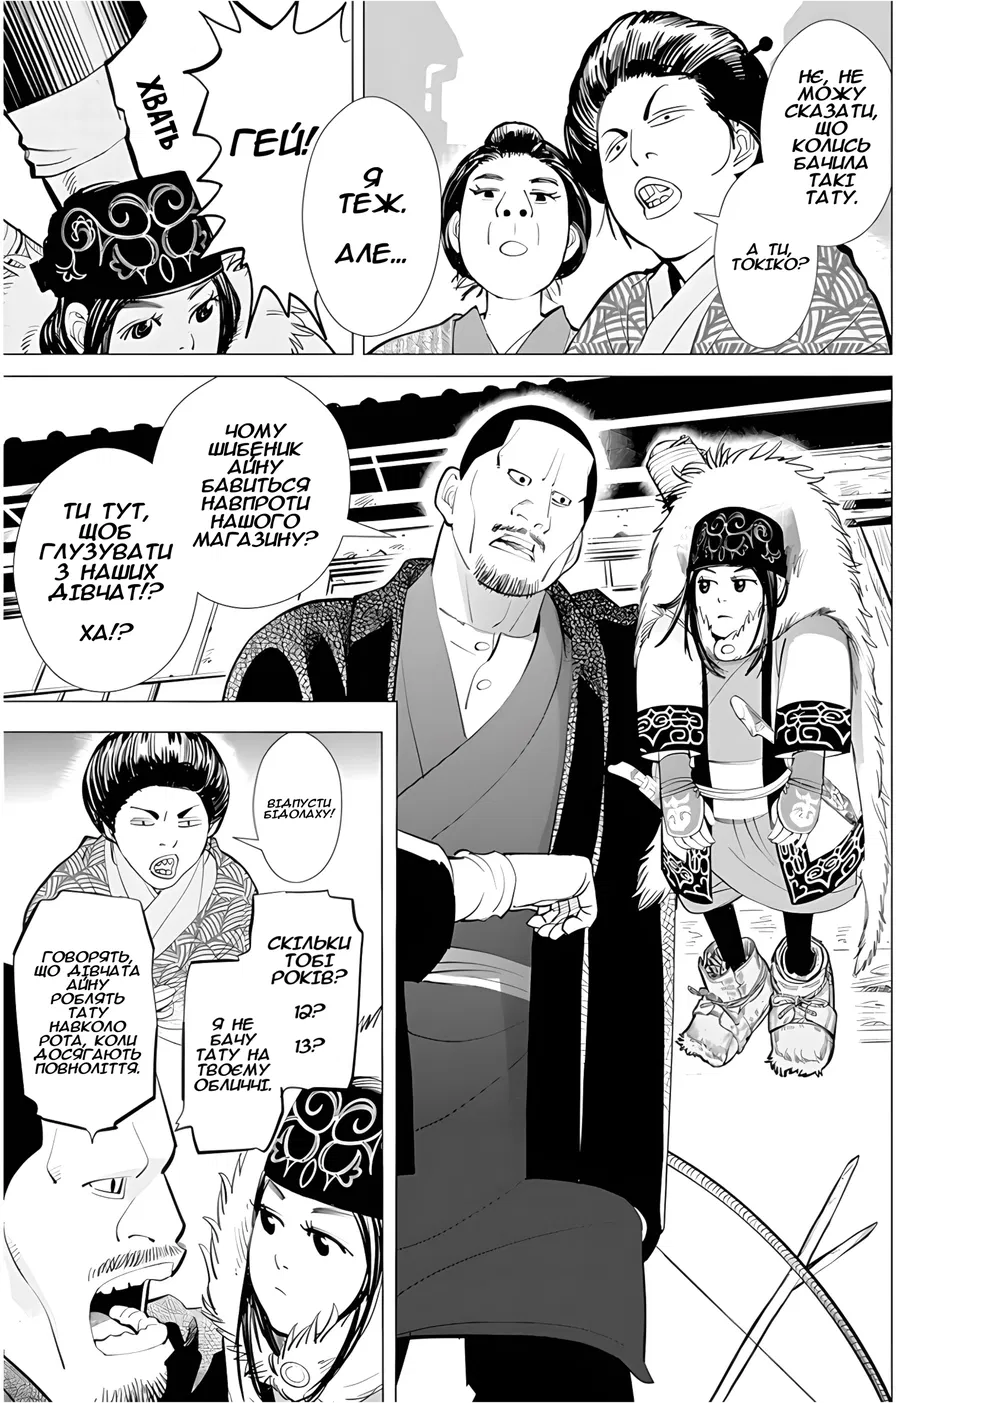 НЄ, НЕ
МОЖУ
СКАЗАТИ,
ЩО
КОЛИСЬ
БАЧИЛА
ТАКІ
ТАТУ.
А ТИ,
ТОКІКО?
Я
ТЕЖ.
АЛЕ...
ГЕЙ!
ХВАТЬ
ЧОМУ
ШИБЕНИК
АЙНУ
БАВИТЬСЯ
НАВПРОТИ
НАШОГО
МАГАЗИНУ?
ТИ ТУТ,
ЩОБ
ГЛУЗУВАТИ
З НАШИХ
ДІВЧАТ!?
ХА!?
ВІДПУСТИ
БІДОЛАХУ!
СКІЛЬКИ
ТОБІ
РОКІВ?
12?
13?
Я НЕ
БАЧУ
ТАТУ НА
ТВОЄМУ
ОБЛИЧЧІ.
ГОВОРЯТЬ,
ЩО ДІВЧАТА
АЙНУ
РОБЛЯТЬ
ТАТУ
НАВКОЛО
РОТА, КОЛИ
ДОСЯГАЮТЬ
ПОВНОЛІТТЯ.